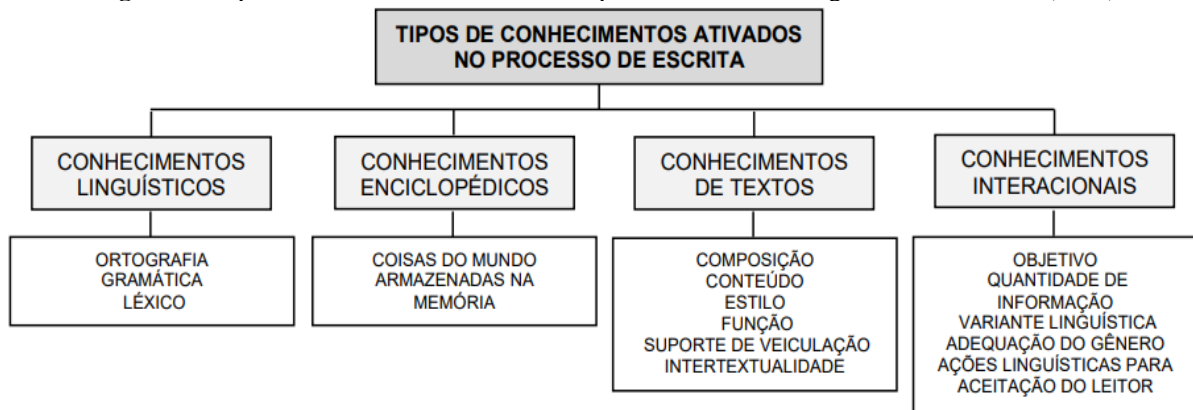 TIPOS DE CONHECIMENTOS ATIVADOS
NO PROCESSO DE ESCRITA
CONHECIMENTOS
LINGUÍSTICOS
ORTOGRAFIA
GRAMÁTICA
LÉXICO
CONHECIMENTOS
ENCICLOPÉDICOS
COISAS DO MUNDO
ARMAZENADAS NA
MEMÓRIA
CONHECIMENTOS
DE TEXTOS
COMPOSIÇÃO
CONTEÚDO
ESTILO
FUNÇÃO
SUPORTE DE VEICULAÇÃO
INTERTEXTUALIDADE
CONHECIMENTOS
INTERACIONAIS
OBJETIVO
QUANTIDADE DE
INFORMAÇÃO
VARIANTE LINGUÍSTICA
ADEQUAÇÃO DO GÊNERO
AÇÕES LINGUÍSTICAS PARA
ACEITAÇÃO DO LEITOR